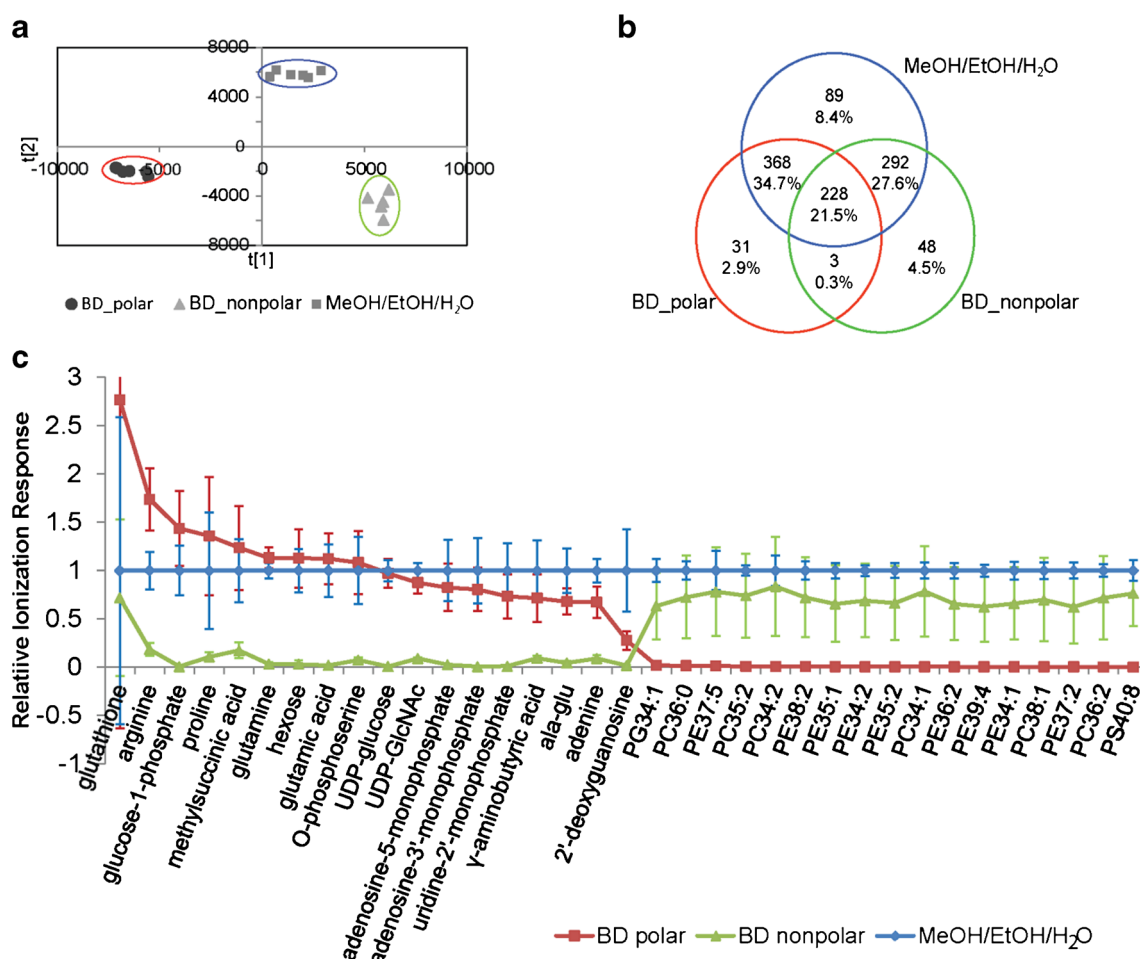 a
8000
4000
0
-4000
8000
-10000
-5000
0
5000
10000
t[2]
t[1]
BD_polar
BD_nonpolar
MeOH/EtOH/H₂O
b
MeOH/EtOH/H₂O
89
8.4%
368
34.7%
292
27.6%
228
21.5%
31
2.9%
3
0.3%
48
4.5%
BD_polar
BD_nonpolar
c
Relatiive Ionization Response
3
2.5
2
1.5
1
0.5
0
-0.5
-1
glutathione
arginine
glucose-1-phosphate
proline
methylsuccinic acid
glutamine
hexose
glutamic acid
O-phosphoserine
UDP-glucose
UDP-GlcNAC
adenosine-5-monophosphate
adenosine-3'-monophosphate
uridine-2'-monophosphate
γ-aminobutyric acid
ala-glu
adenine
2'-deoxyguanosine
PG34:1
PC36:0
PE37:5
PC35:2
PC34:2
PE38:2
PE35:1
PE34:2
PE35:2
PC34:1
PE36:2
PE39:4
PE34:1
PC38:1
PE37:2
PC36:2
PS40:8
BD polar
BD nonpolar
MeOH/EtOH/H₂O